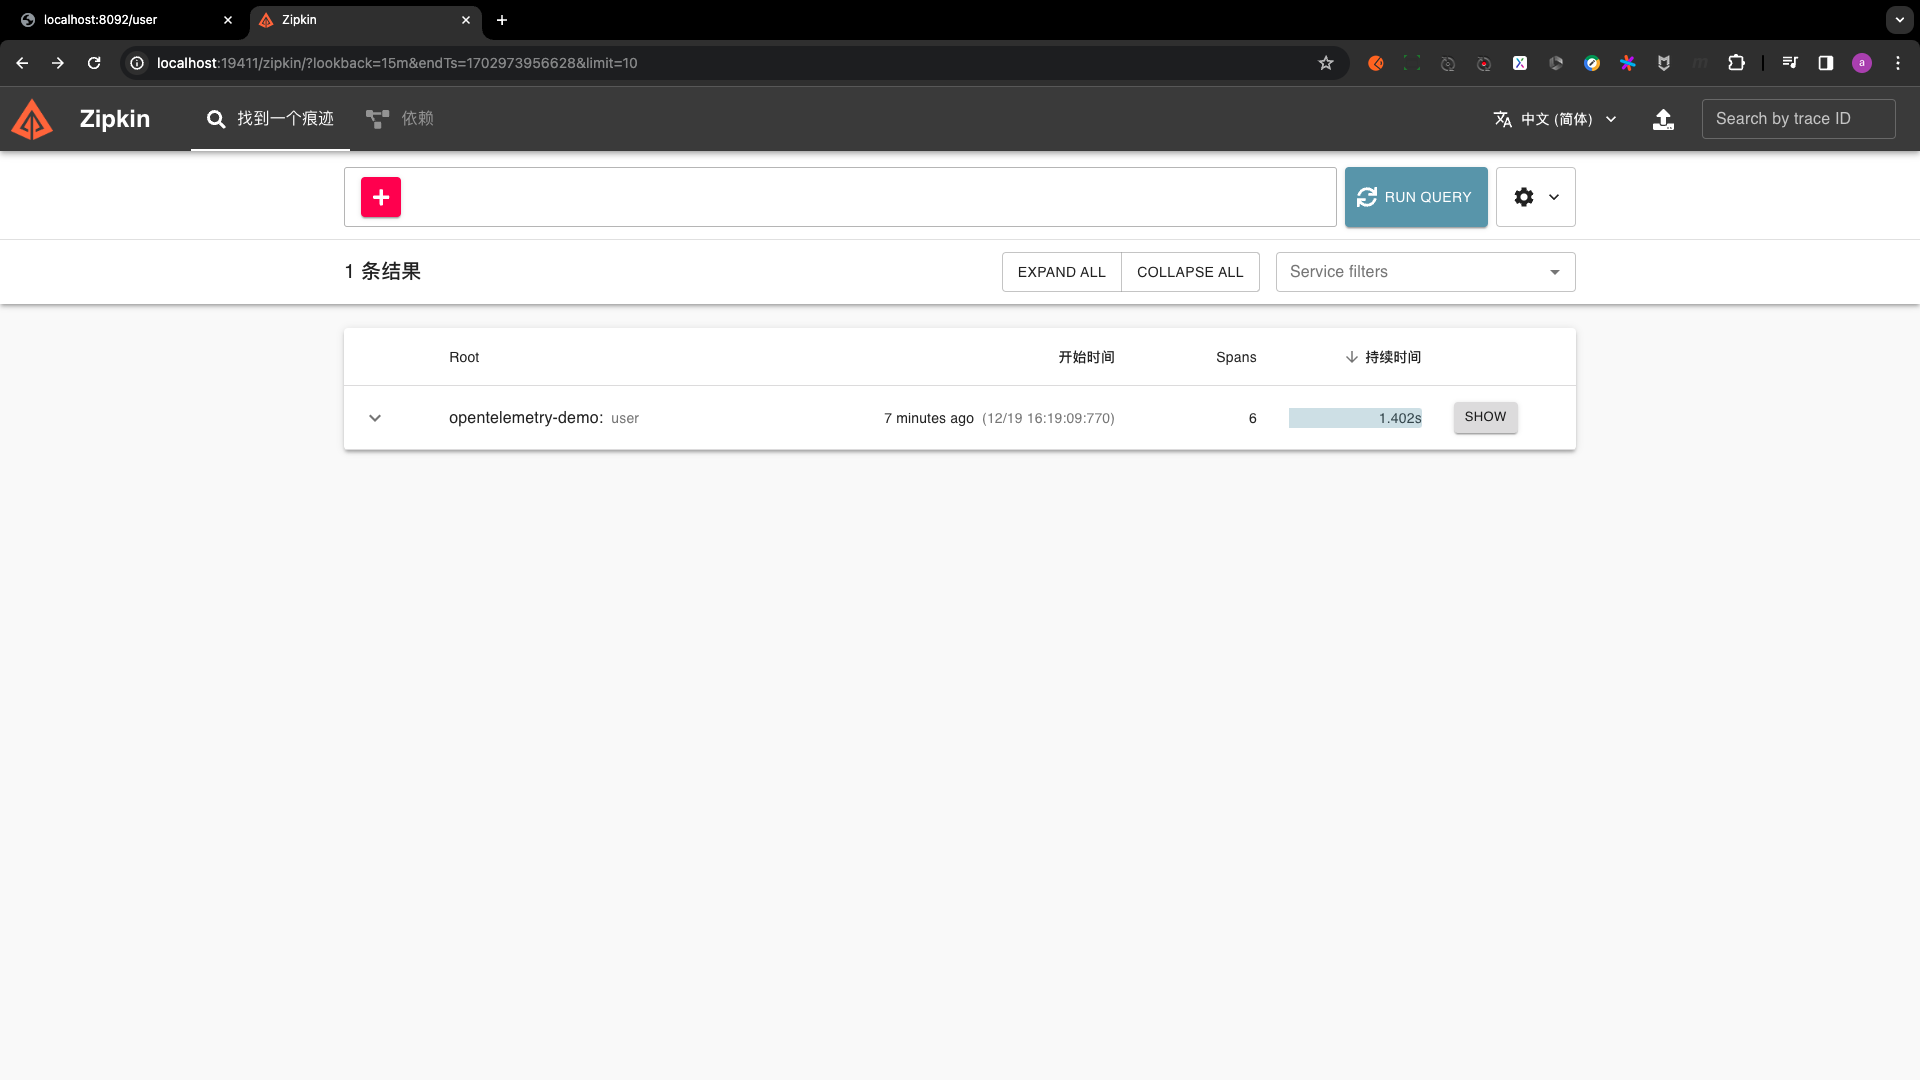 localhost:8092/user
Zipkin
localhost:19411/zipkin/?lookback=15m&endTs=1702973956628&limit=10
a
Zipkin
找到一个痕迹
依赖
中文 (简体)
Search by trace ID
RUN QUERY
1 条结果
EXPAND ALL
COLLAPSE ALL
Service filters
Root
开始时间
Spans
持续时间
opentelemetry-demo: user
7 minutes ago (12/19 16:19:09:770)
6
1.402s
SHOW